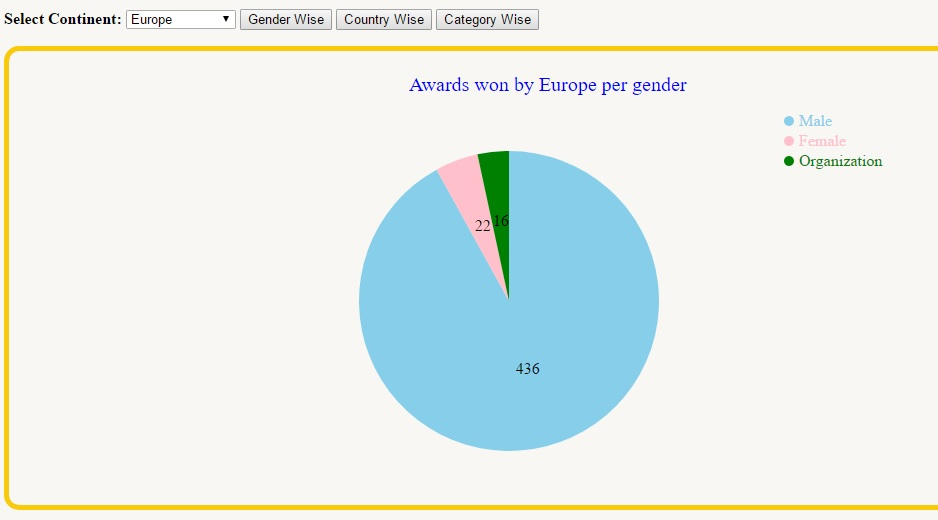 Select Continent: Europe Gender Wise Country Wise Category Wise
Awards won by Europe per gender
Male
Female
Organization
22 16
436